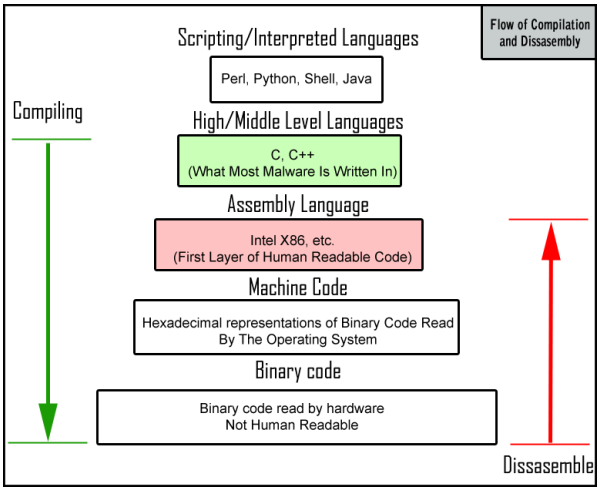 Flow of Compilation
and Dissasembly
Scripting/Interpreted Languages
Perl, Python, Shell, Java
Compiling
High/Middle Level Languages
C, C++
(What Most Malware Is Written In)
Assembly Language
Intel X86, etc.
(First Layer of Human Readable Code)
Machine Code
Hexadecimal representations of Binary Code Read
By The Operating System
Binary code
Binary code read by hardware
Not Human Readable
Dissasemble